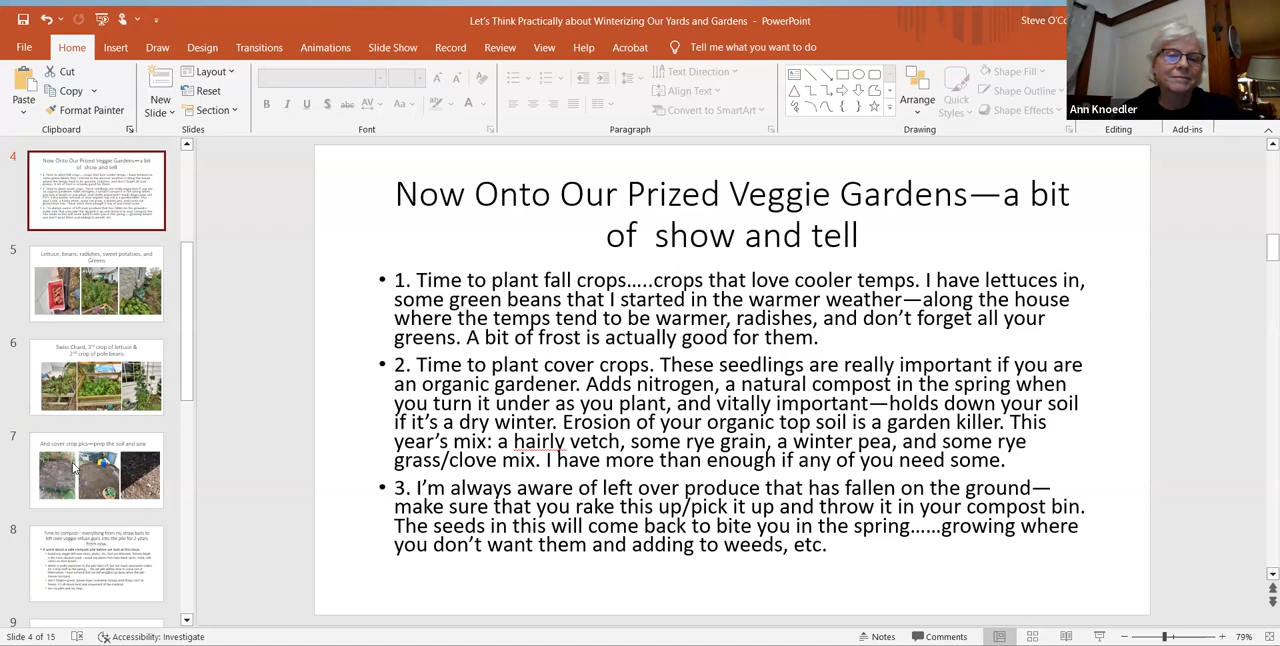 Let's Think Practically about Winterizing Our Yards and Gardens - PowerPoint
Steve O'Co
File Home Insert Draw Design Transitions Animations Slide Show Record Review View Help Acrobat Tell me what you want to do
Paste
Cut
Copy
Format Painter
Clipboard
New
Slide
Layout
Reset
Section
Slides
B I U S abc AV Aa A
Font
Text Direction
Align Text
Convert to SmartArt
Paragraph
Arrange
Quick
Styles
Shape Fill
Shape Outline
Shape Effects
Drawing
Editing
Add-ins
Ann Knoedler
4
Now Onto Our Prized Veggie Gardens—a bit
of show and tell
5
Lettuce, beans, radishes, sweet potatoes, and
Greens
6
Swiss Chard, 3rd crop of lettuce &
2nd crop of pole beans
7
And cover crop pics—prep the soil and sow
8
9
Now Onto Our Prized Veggie Gardens—a bit
of show and tell
• 1. Time to plant fall crops…..crops that love cooler temps. I have lettuces in,
some green beans that I started in the warmer weather—along the house
where the temps tend to be warmer, radishes, and don't forget all your
greens. A bit of frost is actually good for them.
• 2. Time to plant cover crops. These seedlings are really important if you are
an organic gardener. Adds nitrogen, a natural compost in the spring when
you turn it under as you plant, and vitally important—holds down your soil
if it's a dry winter. Erosion of your organic top soil is a garden killer. This
year's mix: a hairly vetch, some rye grain, a winter pea, and some rye
grass/clove mix. I have more than enough if any of you need some.
• 3. I'm always aware of left over produce that has fallen on the ground—
make sure that you rake this up/pick it up and throw it in your compost bin.
The seeds in this will come back to bite you in the spring……growing where
you don't want them and adding to weeds, etc.
Slide 4 of 15
Accessibility: Investigate
Notes
Comments
79%